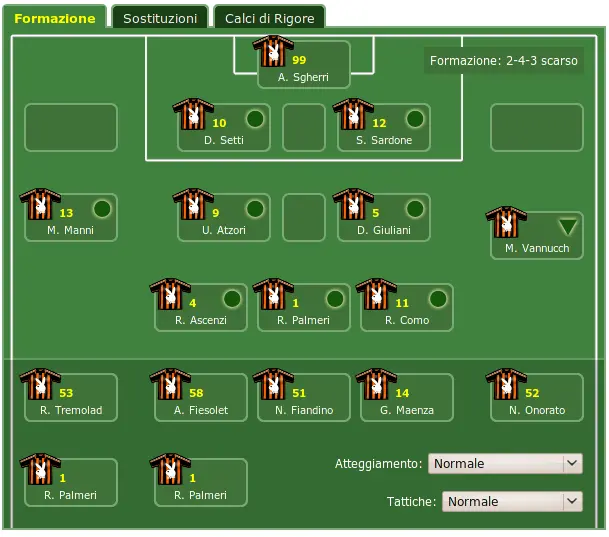 Formazione Sostituzioni Calci di Rigore
Formazione: 2-4-3 scarso
99
A. Sgherri
10
D. Setti
12
S. Sardone
13
M. Manni
9
U. Atzori
5
D. Giuliani
M. Vannucch
4
R. Ascenzi
1
R. Palmeri
11
R. Como
53
R. Tremolad
58
A. Fiesolet
51
N. Fiandino
14
G. Maenza
52
N. Onorato
1
R. Palmeri
1
R. Palmeri
Atteggiamento: Normale
Tattiche: Normale